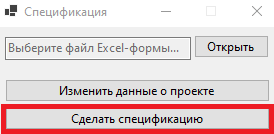 Спецификация
Выберите файл Excel-формы...
Открыть
Изменить данные о проекте
Сделать спецификацию